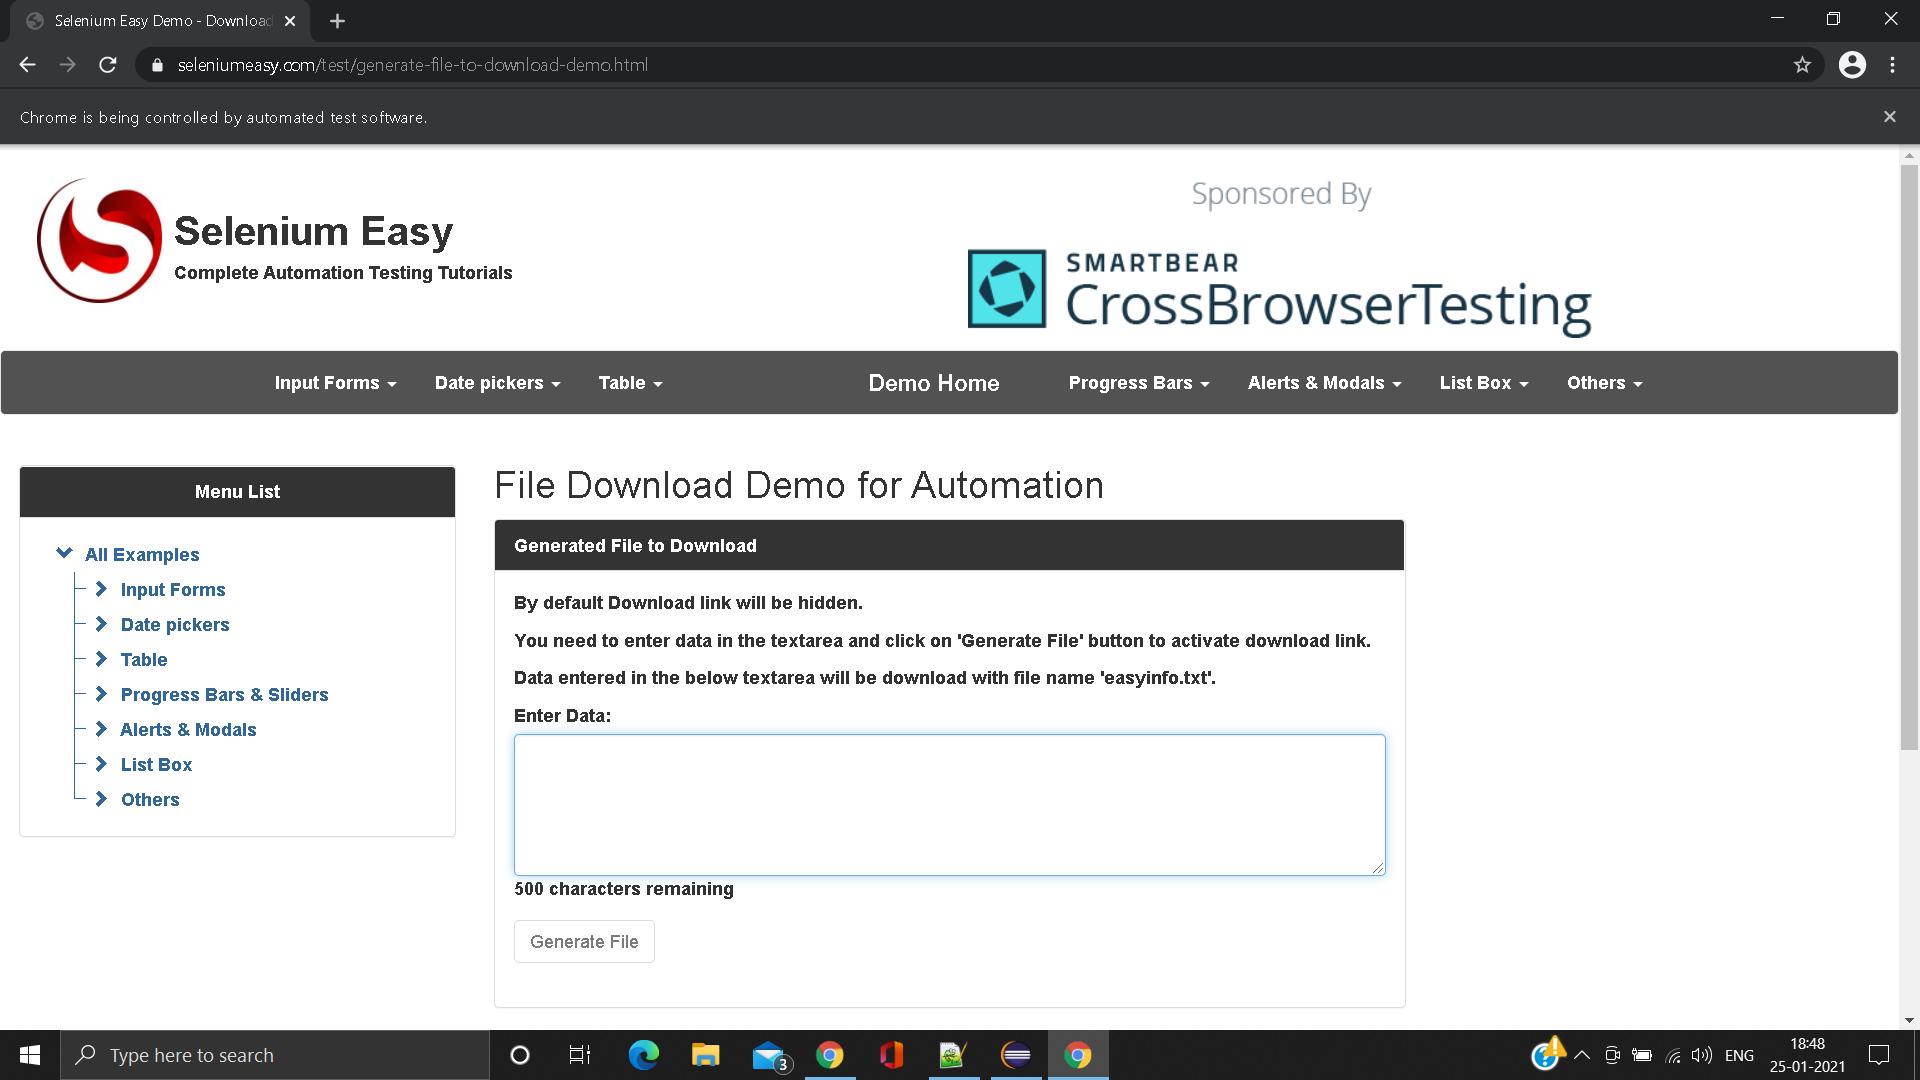 Selenium Easy Demo - Download
seleniumeasy.com/test/generate-file-to-download-demo.html
Chrome is being controlled by automated test software.
Selenium Easy
Complete Automation Testing Tutorials
Sponsored By
SMARTBEAR
CrossBrowserTesting
Input Forms
Date pickers
Table
Demo Home
Progress Bars
Alerts & Modals
List Box
Others
Menu List
All Examples
Input Forms
Date pickers
Table
Progress Bars & Sliders
Alerts & Modals
List Box
Others
File Download Demo for Automation
Generated File to Download
By default Download link will be hidden.
You need to enter data in the textarea and click on 'Generate File' button to activate download link.
Data entered in the below textarea will be download with file name 'easyinfo.txt'.
Enter Data:
500 characters remaining
Generate File
Type here to search
3
ENG
18:48
25-01-2021